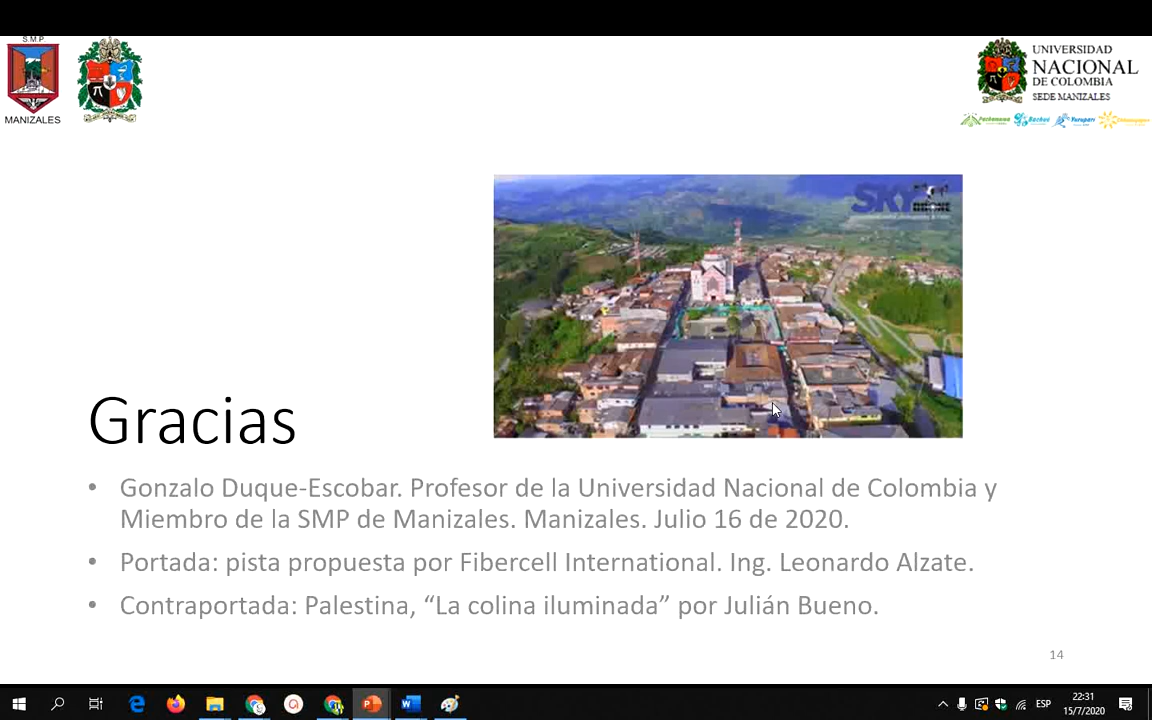 S.M.P.
MANIZALES
UNIVERSIDAD
NACIONAL
DE COLOMBIA
SEDE MANIZALES
SKY
Gracias
• Gonzalo Duque-Escobar. Profesor de la Universidad Nacional de Colombia y
Miembro de la SMP de Manizales. Manizales. Julio 16 de 2020.
• Portada: pista propuesta por Fibercell International. Ing. Leonardo Alzate.
• Contraportada: Palestina, “La colina iluminada” por Julián Bueno.
14
ESP
22:31
15/7/2020